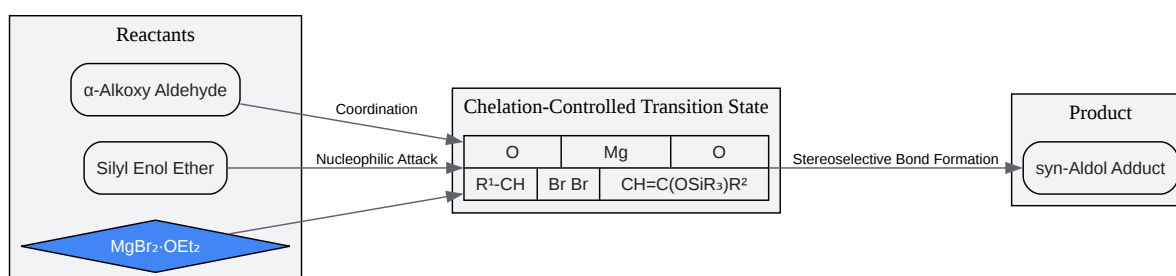 Reactants
α-Alkoxy Aldehyde
Silyl Enol Ether
MgBr₂·OEt₂
Coordination
Nucleophilic Attack
Chelation-Controlled Transition State
O Mg O
R¹-CH Br Br CH=C(OSiR₃)R²
Stereoselective Bond Formation
Product
syn-Aldol Adduct